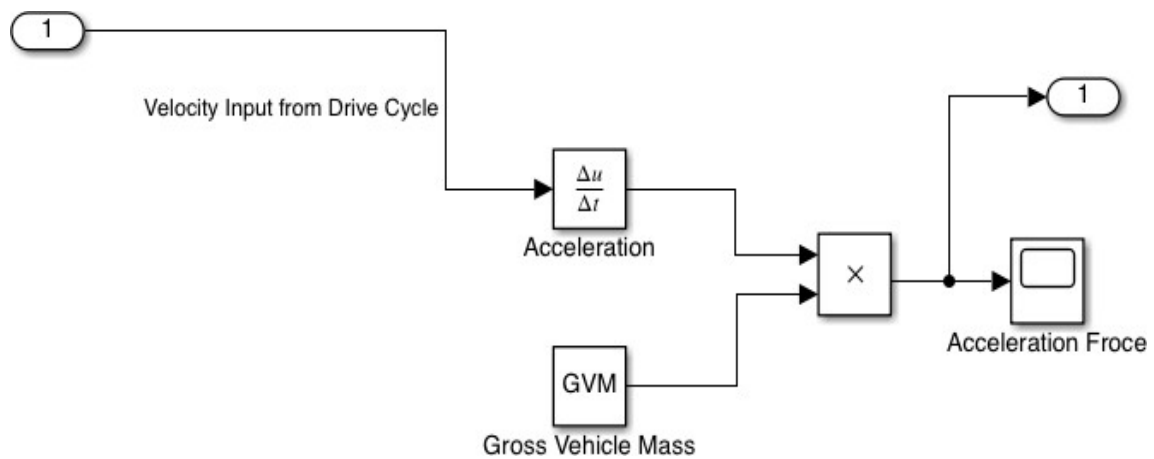 1
Velocity Input from Drive Cycle
1
Δu
Δt
Acceleration
×
Acceleration Froce
GVM
Gross Vehicle Mass